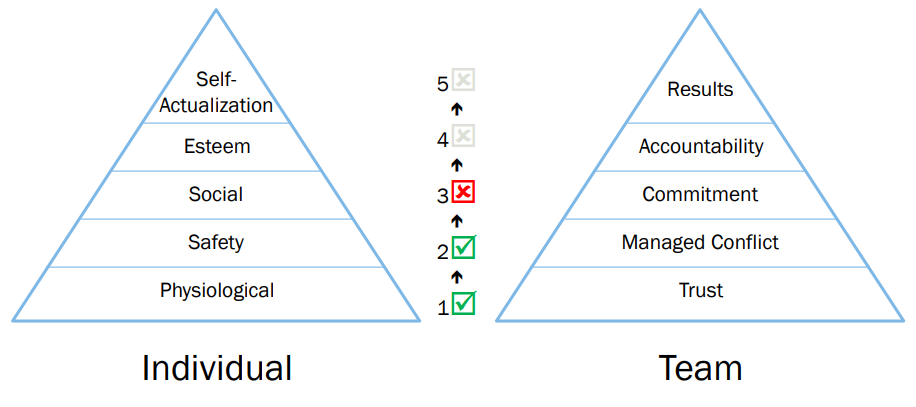 Self-
Actualization
Esteem
Social
Safety
Physiological
Individual
5
4
3
2
1
Results
Accountability
Commitment
Managed Conflict
Trust
Team